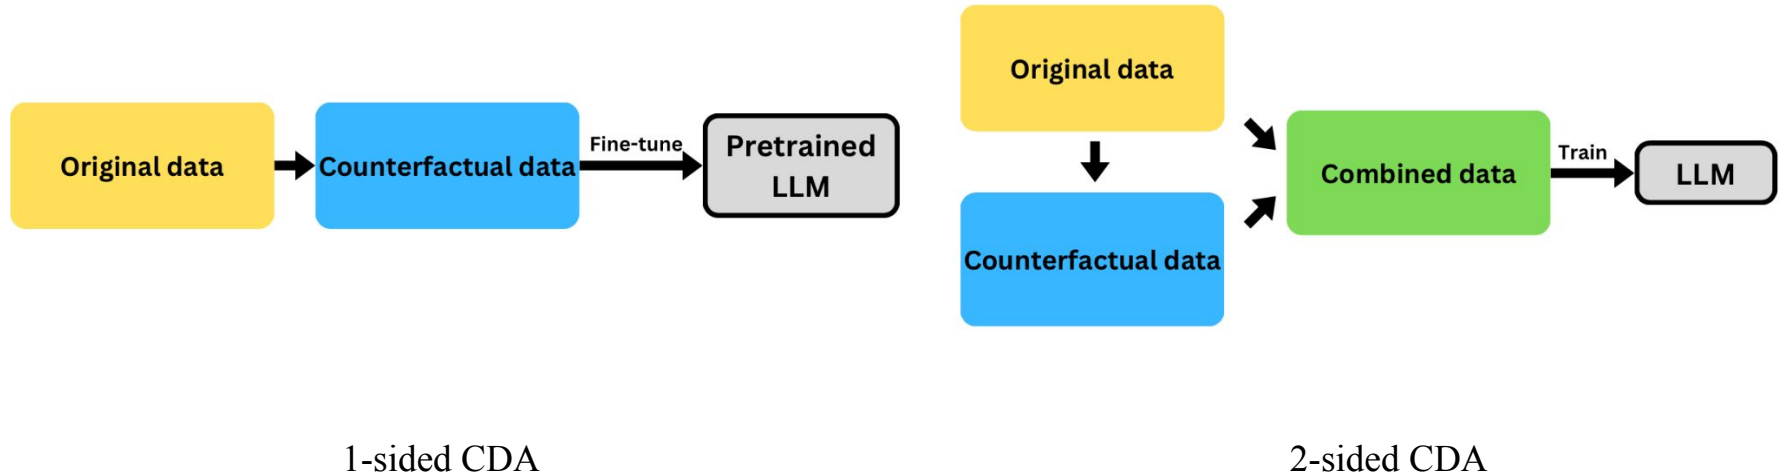 Original data
Counterfactual data
Fine-tune
Pretrained
LLM
1-sided CDA
Original data
Counterfactual data
Combined data
Train
LLM
2-sided CDA